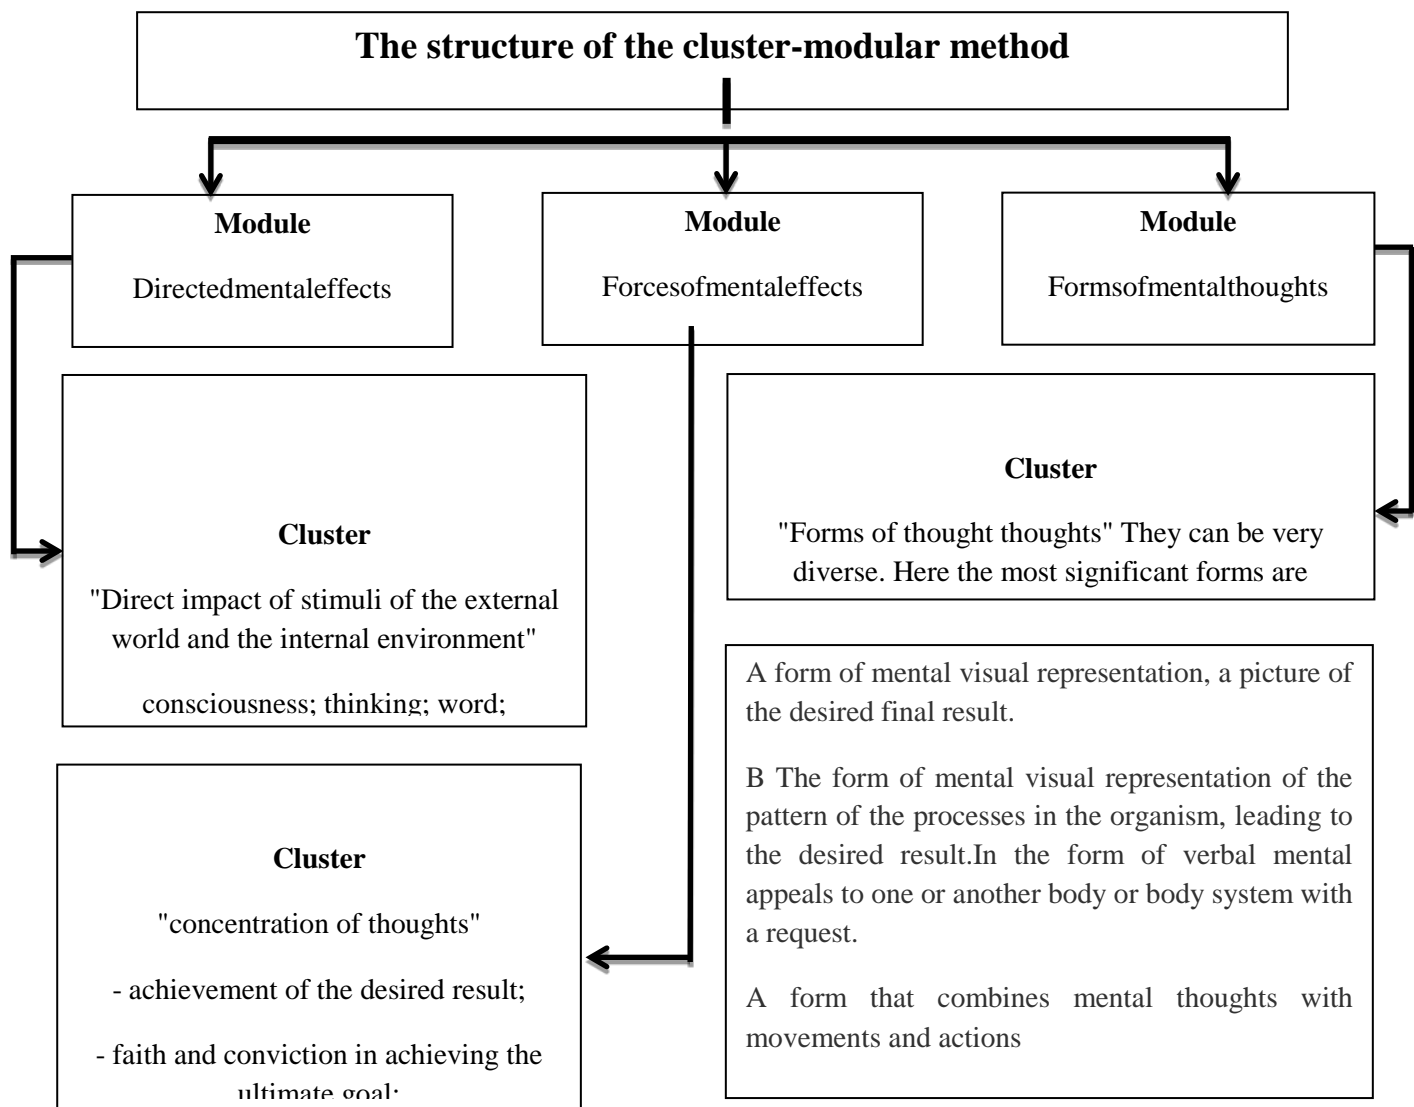 The structure of the cluster-modular method
Module
Directedmentaleffects
Module
Forcesofmentaleffects
Module
Formsofmentalthoughts
Cluster
"Direct impact of stimuli of the external
world and the internal environment"
consciousness; thinking; word;
Cluster
"Forms of thought thoughts" They can be very
diverse. Here the most significant forms are
Cluster
"concentration of thoughts"
- achievement of the desired result;
- faith and conviction in achieving the
ultimate goal;
A form of mental visual representation, a picture of
the desired final result.
B The form of mental visual representation of the
pattern of the processes in the organism, leading to
the desired result.In the form of verbal mental
appeals to one or another body or body system with
a request.
A form that combines mental thoughts with
movements and actions